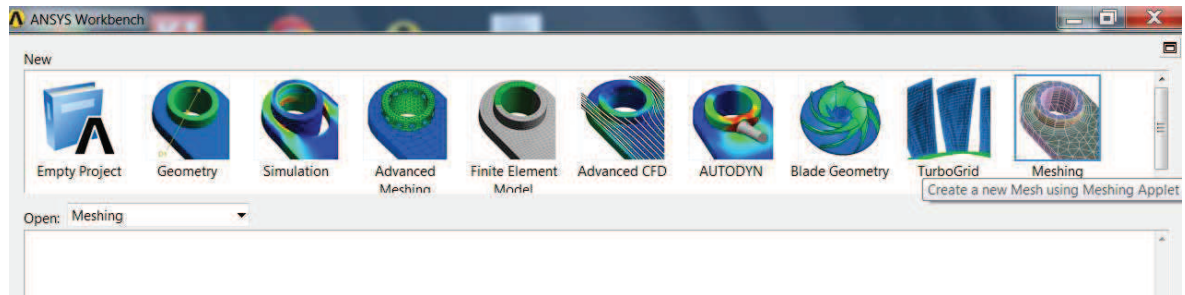 ANSYS Workbench
New
Empty Project
Geometry
Simulation
Advanced
Meshing
Finite Element
Model
Advanced CFD
AUTODYN
Blade Geometry
TurboGrid
Meshing
Create a new Mesh using Meshing Applet
Open: Meshing